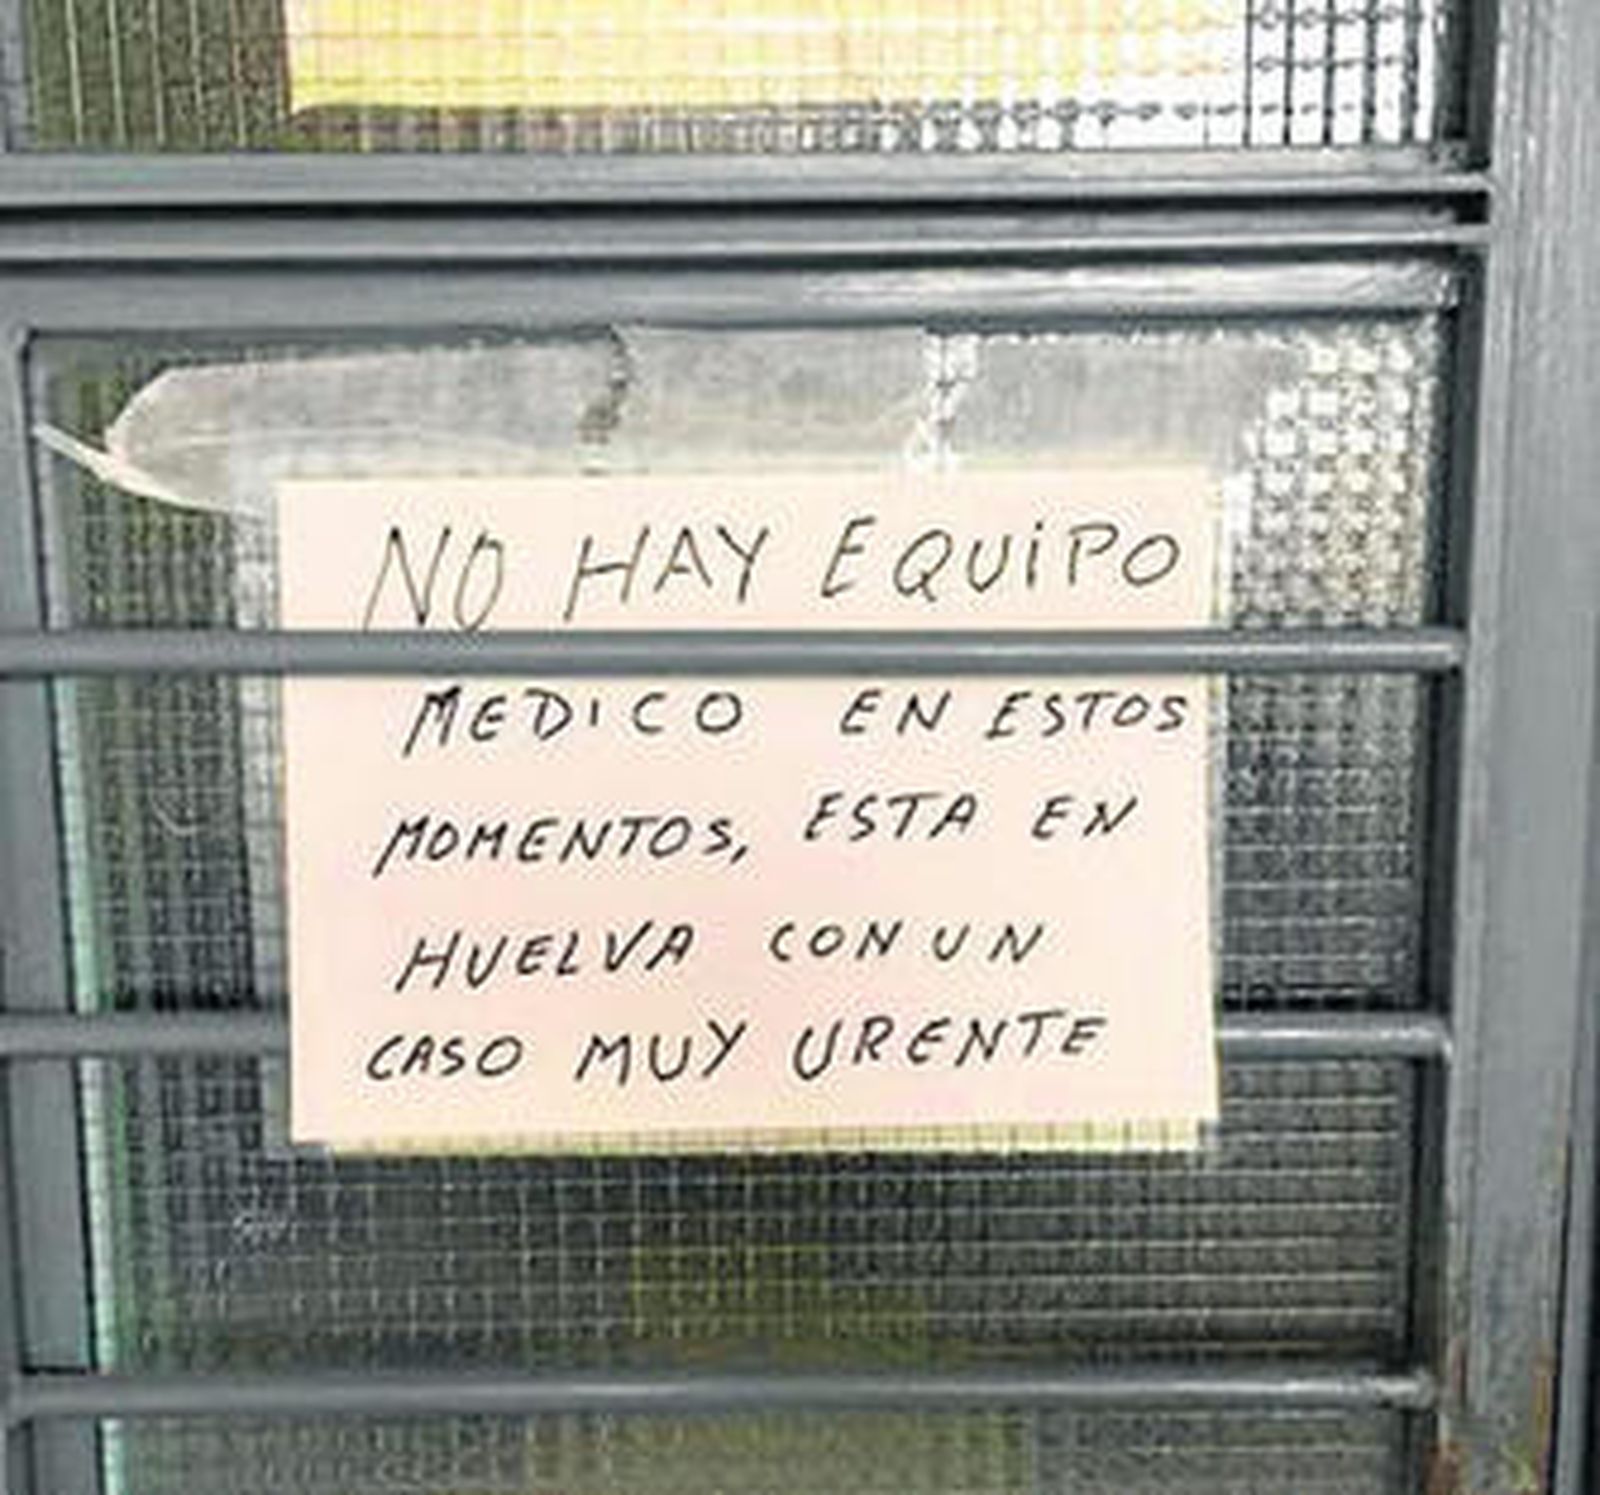 NO HAY EQUiPO
MEDICO EN ESTOS
MOMENTOS, ESTA EN
HUELVA CON UN
CASO MUY URENTE